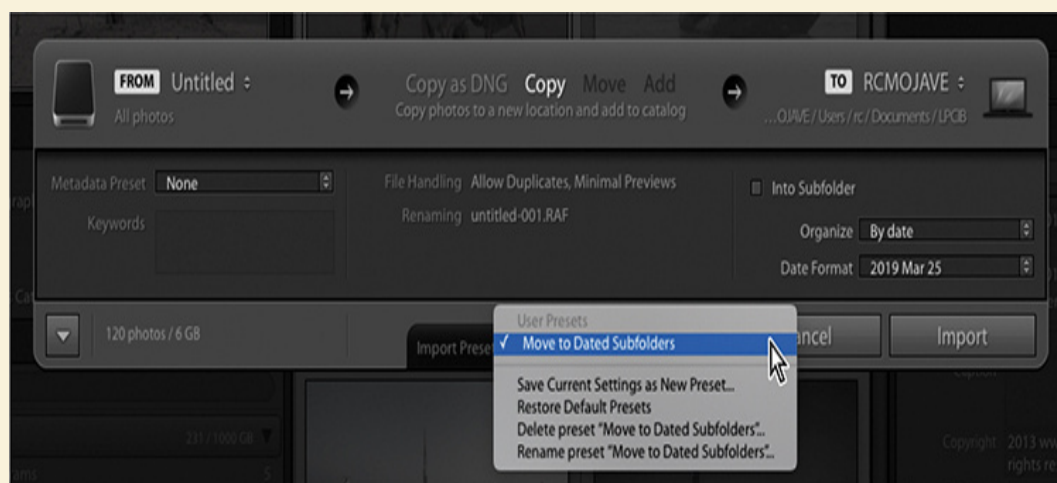 FROM Untitled
All photos
Copy as DNG Copy Move Add
Copy photos to a new location and add to catalog
TO RCMOJAVE
...OJAVE / Users / rc / Documents / LPCIB
Metadata Preset None
Keywords
File Handling Allow Duplicates, Minimal Previews
Renaming untitled-001.RAF
Into Subfolder
Organize By date
Date Format 2019 Mar 25
120 photos / 6 GB
Import Prese
User Presets
✓ Move to Dated Subfolders
Save Current Settings as New Preset...
Restore Default Presets
Delete preset “Move to Dated Subfolders”...
Rename preset “Move to Dated Subfolders”...
ancel
Import
231 / 1000 GB
5
Copyright 2013 ww
rights re